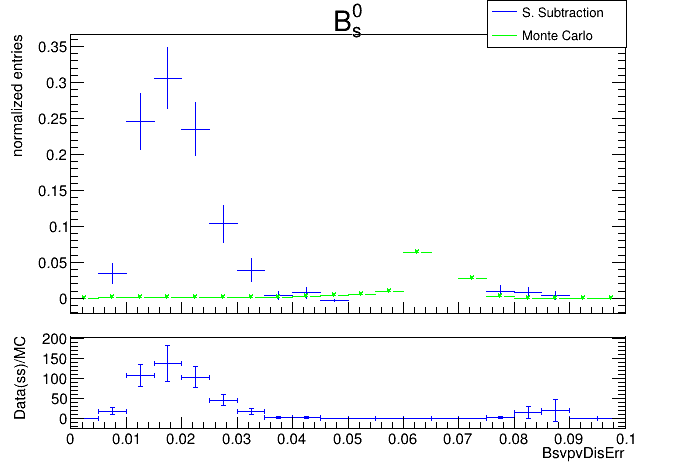 B⁰ₛ
S. Subtraction
Monte Carlo
normalized entries
0.35
0.3
0.25
0.2
0.15
0.1
0.05
0
Data(ss)/MC
200
150
100
50
0
0 0.01 0.02 0.03 0.04 0.05 0.06 0.07 0.08 0.09 0.1
BsvpvDisErr